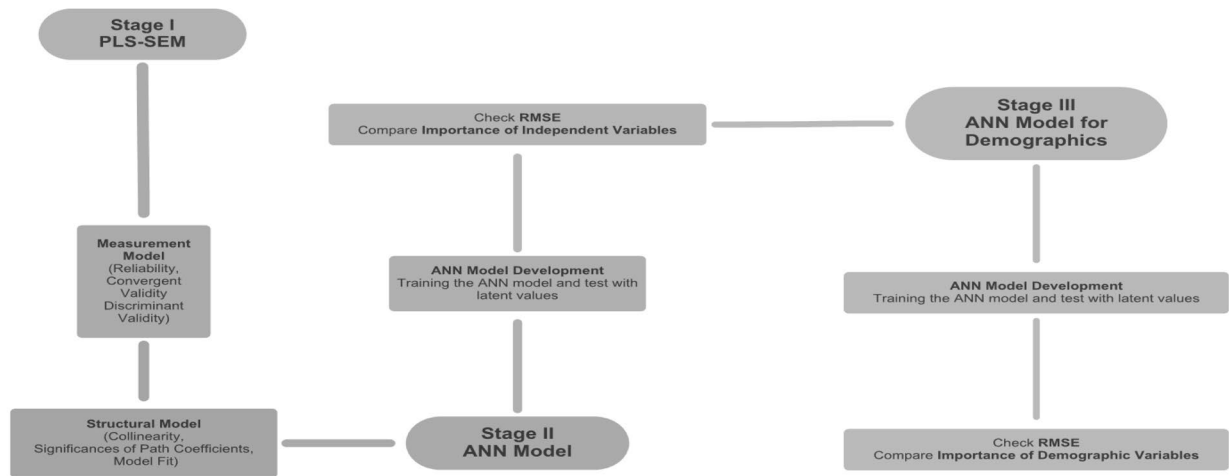 Stage I
PLS-SEM
Measurement
Model
(Reliability,
Convergent
Validity
Discriminant
Validity)
Structural Model
(Collinearity,
Significances of Path Coefficients,
Model Fit)
Stage II
ANN Model
ANN Model Development
Training the ANN model and test with
latent values
Check RMSE
Compare Importance of Independent Variables
Stage III
ANN Model for
Demographics
ANN Model Development
Training the ANN model and test with latent values
Check RMSE
Compare Importance of Demographic Variables